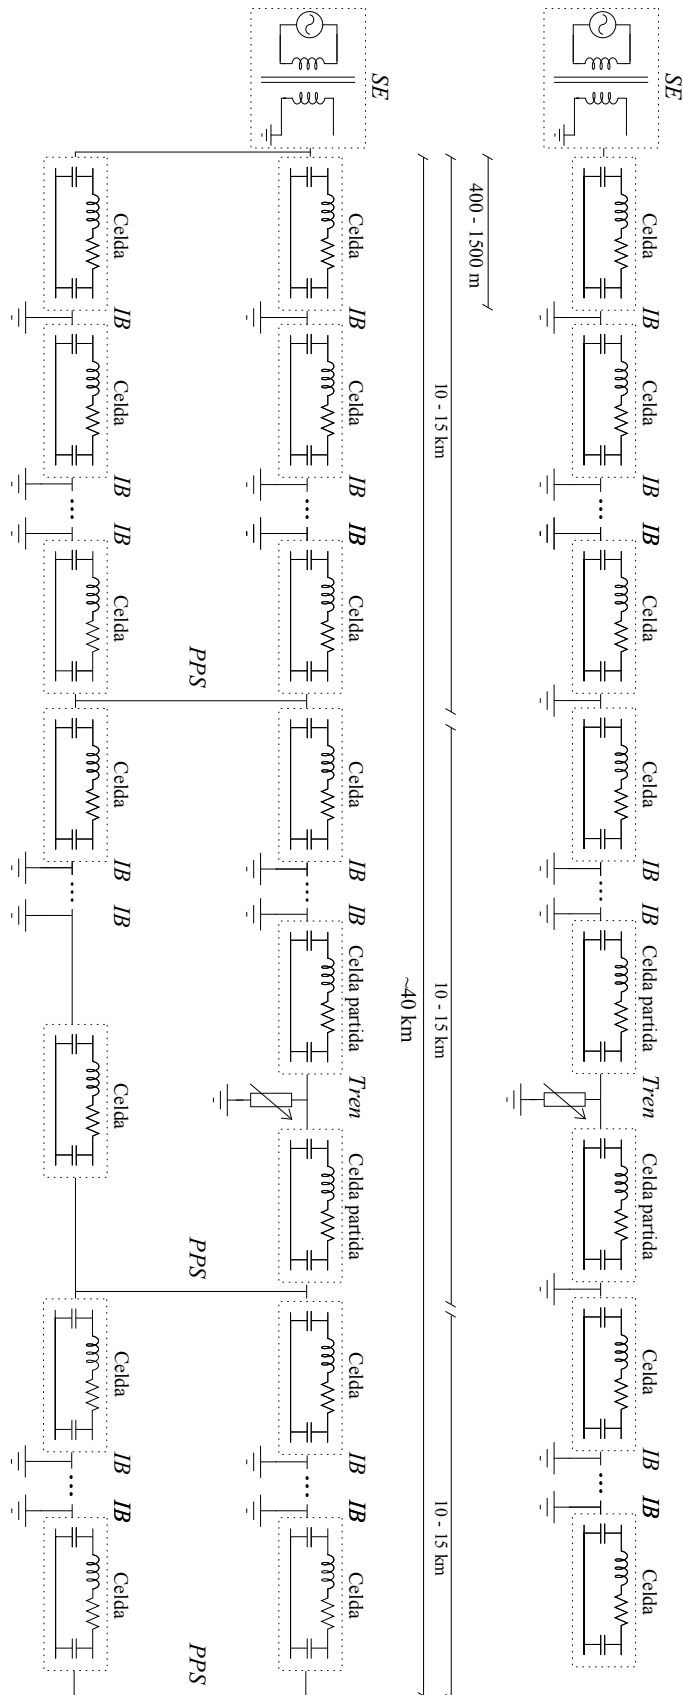 SE
Celda
IB
Celda
IB
IB
Celda
Celda
IB
IB
Celda partida
Tren
Celda partida
Celda
IB
IB
Celda
400 - 1500 m
10 - 15 km
10 - 15 km
10 - 15 km
~40 km
SE
Celda
IB
Celda
IB
IB
Celda
Celda
IB
IB
Celda partida
Tren
Celda partida
Celda
IB
IB
Celda
PPS
PPS
PPS
Celda
IB
Celda
IB
IB
Celda
Celda
IB
IB
Celda
Celda
IB
IB
Celda